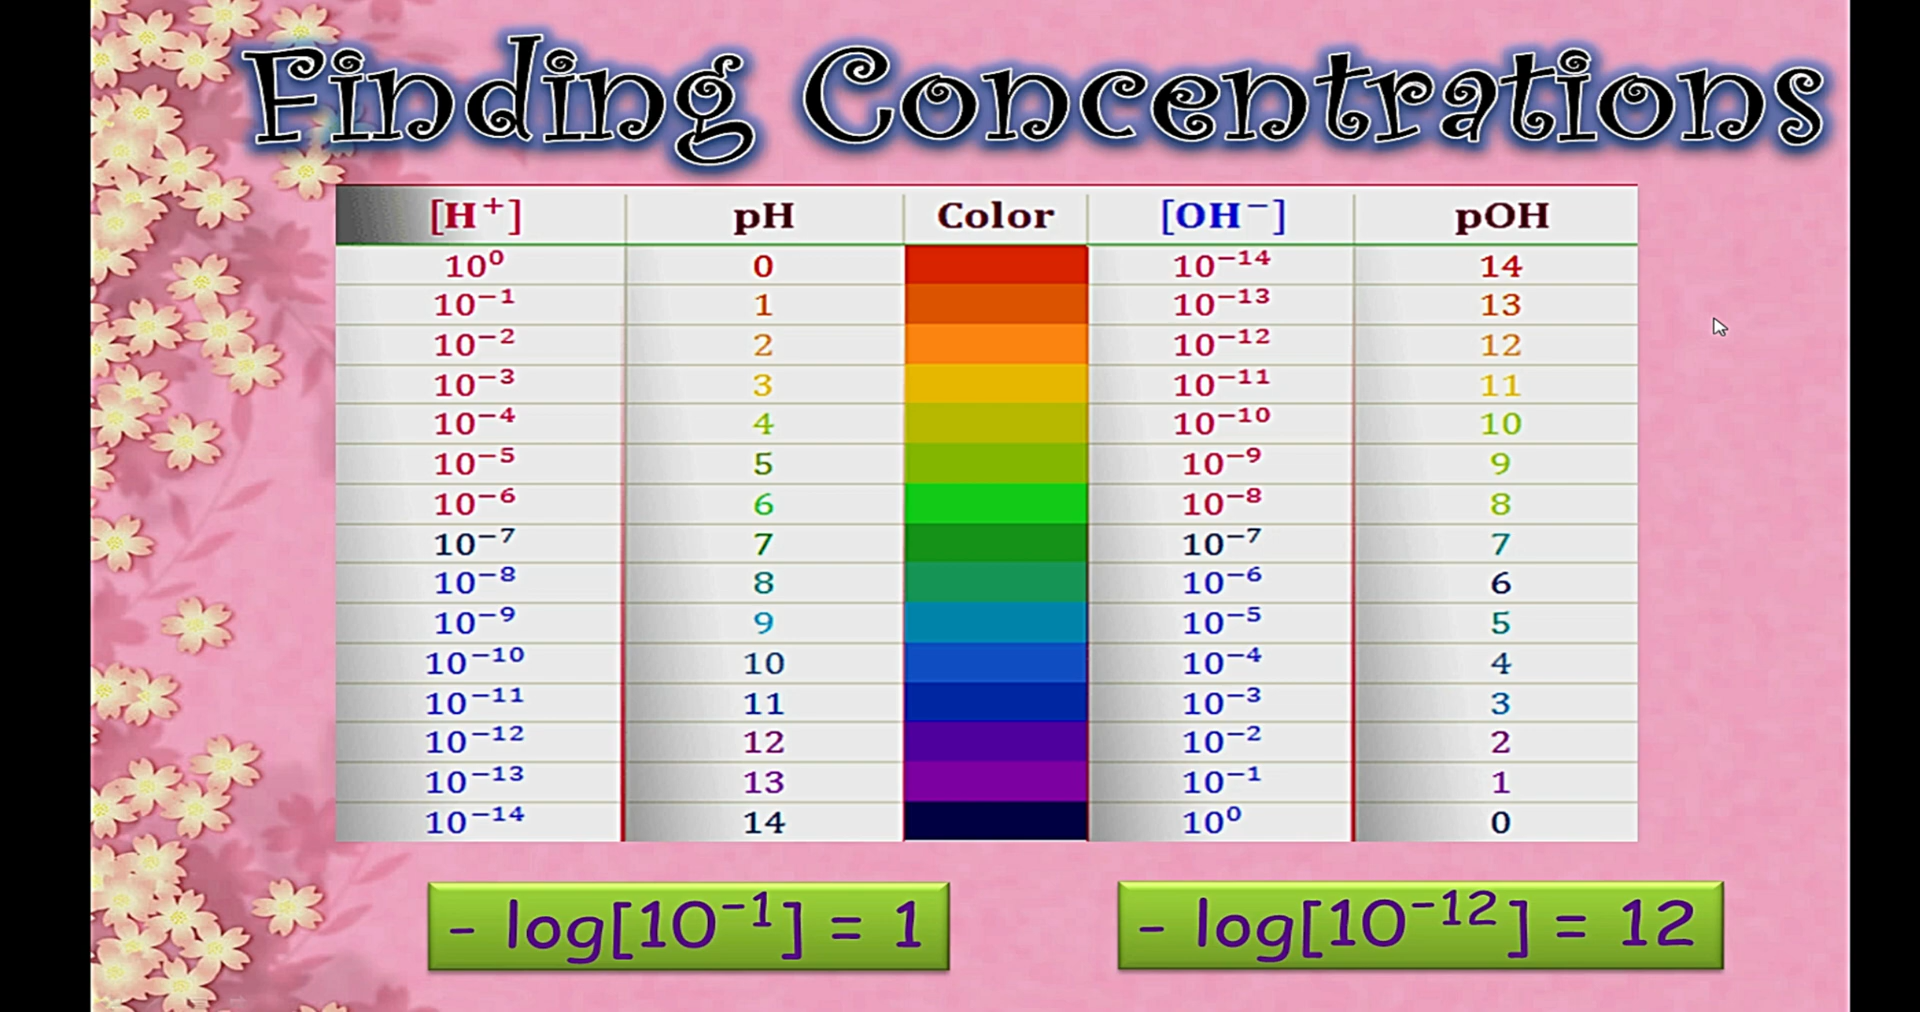 Finding Concentrations
[H⁺] pH Color [OH⁻] pOH
10⁰ 0 10⁻¹⁴ 14
10⁻¹ 1 10⁻¹³ 13
10⁻² 2 10⁻¹² 12
10⁻³ 3 10⁻¹¹ 11
10⁻⁴ 4 10⁻¹⁰ 10
10⁻⁵ 5 10⁻⁹ 9
10⁻⁶ 6 10⁻⁸ 8
10⁻⁷ 7 10⁻⁷ 7
10⁻⁸ 8 10⁻⁶ 6
10⁻⁹ 9 10⁻⁵ 5
10⁻¹⁰ 10 10⁻⁴ 4
10⁻¹¹ 11 10⁻³ 3
10⁻¹² 12 10⁻² 2
10⁻¹³ 13 10⁻¹ 1
10⁻¹⁴ 14 10⁰ 0
- log[10⁻¹] = 1
- log[10⁻¹²] = 12